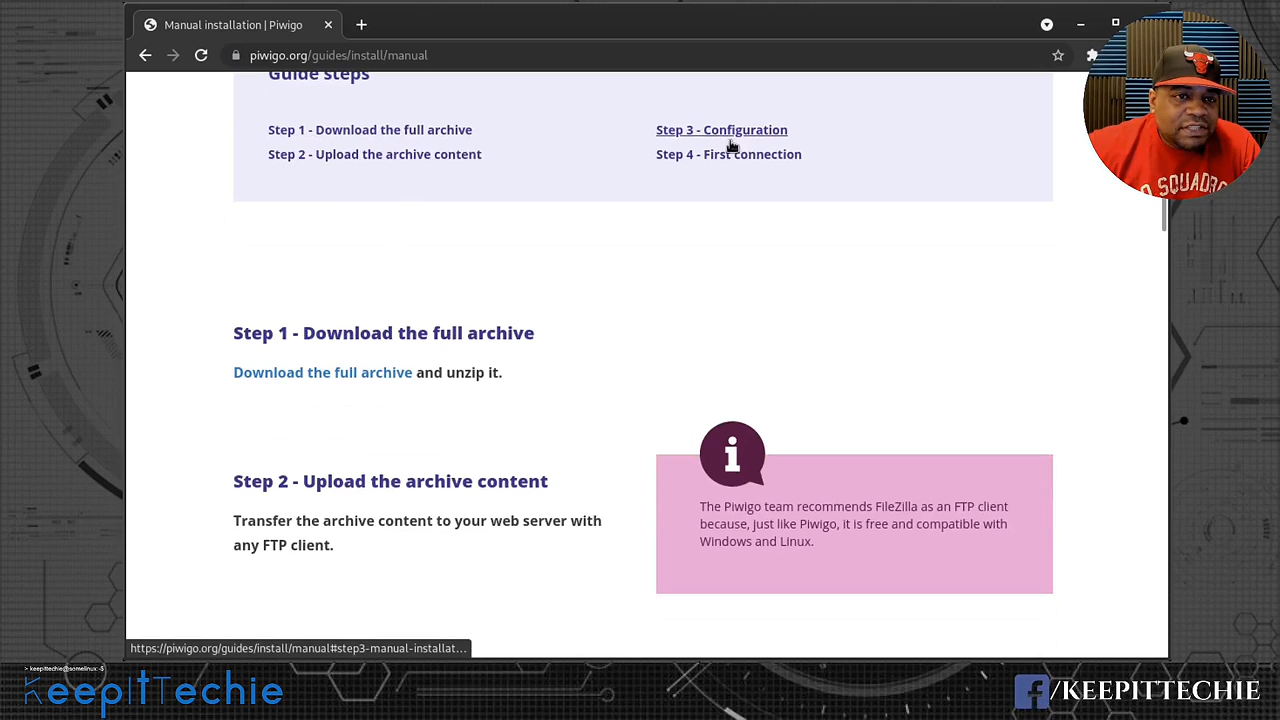 Manual installation | Piwigo
piwigo.org/guides/install/manual
Guide steps
Step 1 - Download the full archive
Step 2 - Upload the archive content
Step 3 - Configuration
Step 4 - First connection
Step 1 - Download the full archive
Download the full archive and unzip it.
Step 2 - Upload the archive content
Transfer the archive content to your web server with
any FTP client.
i
The Piwigo team recommends FileZilla as an FTP client
because, just like Piwigo, it is free and compatible with
Windows and Linux.
https://piwigo.org/guides/install/manual#step3-manual-installat…
> keepittechie@somelinux:~$
KeepItTechie
f/KEEPITTECHIE
SQUADRO